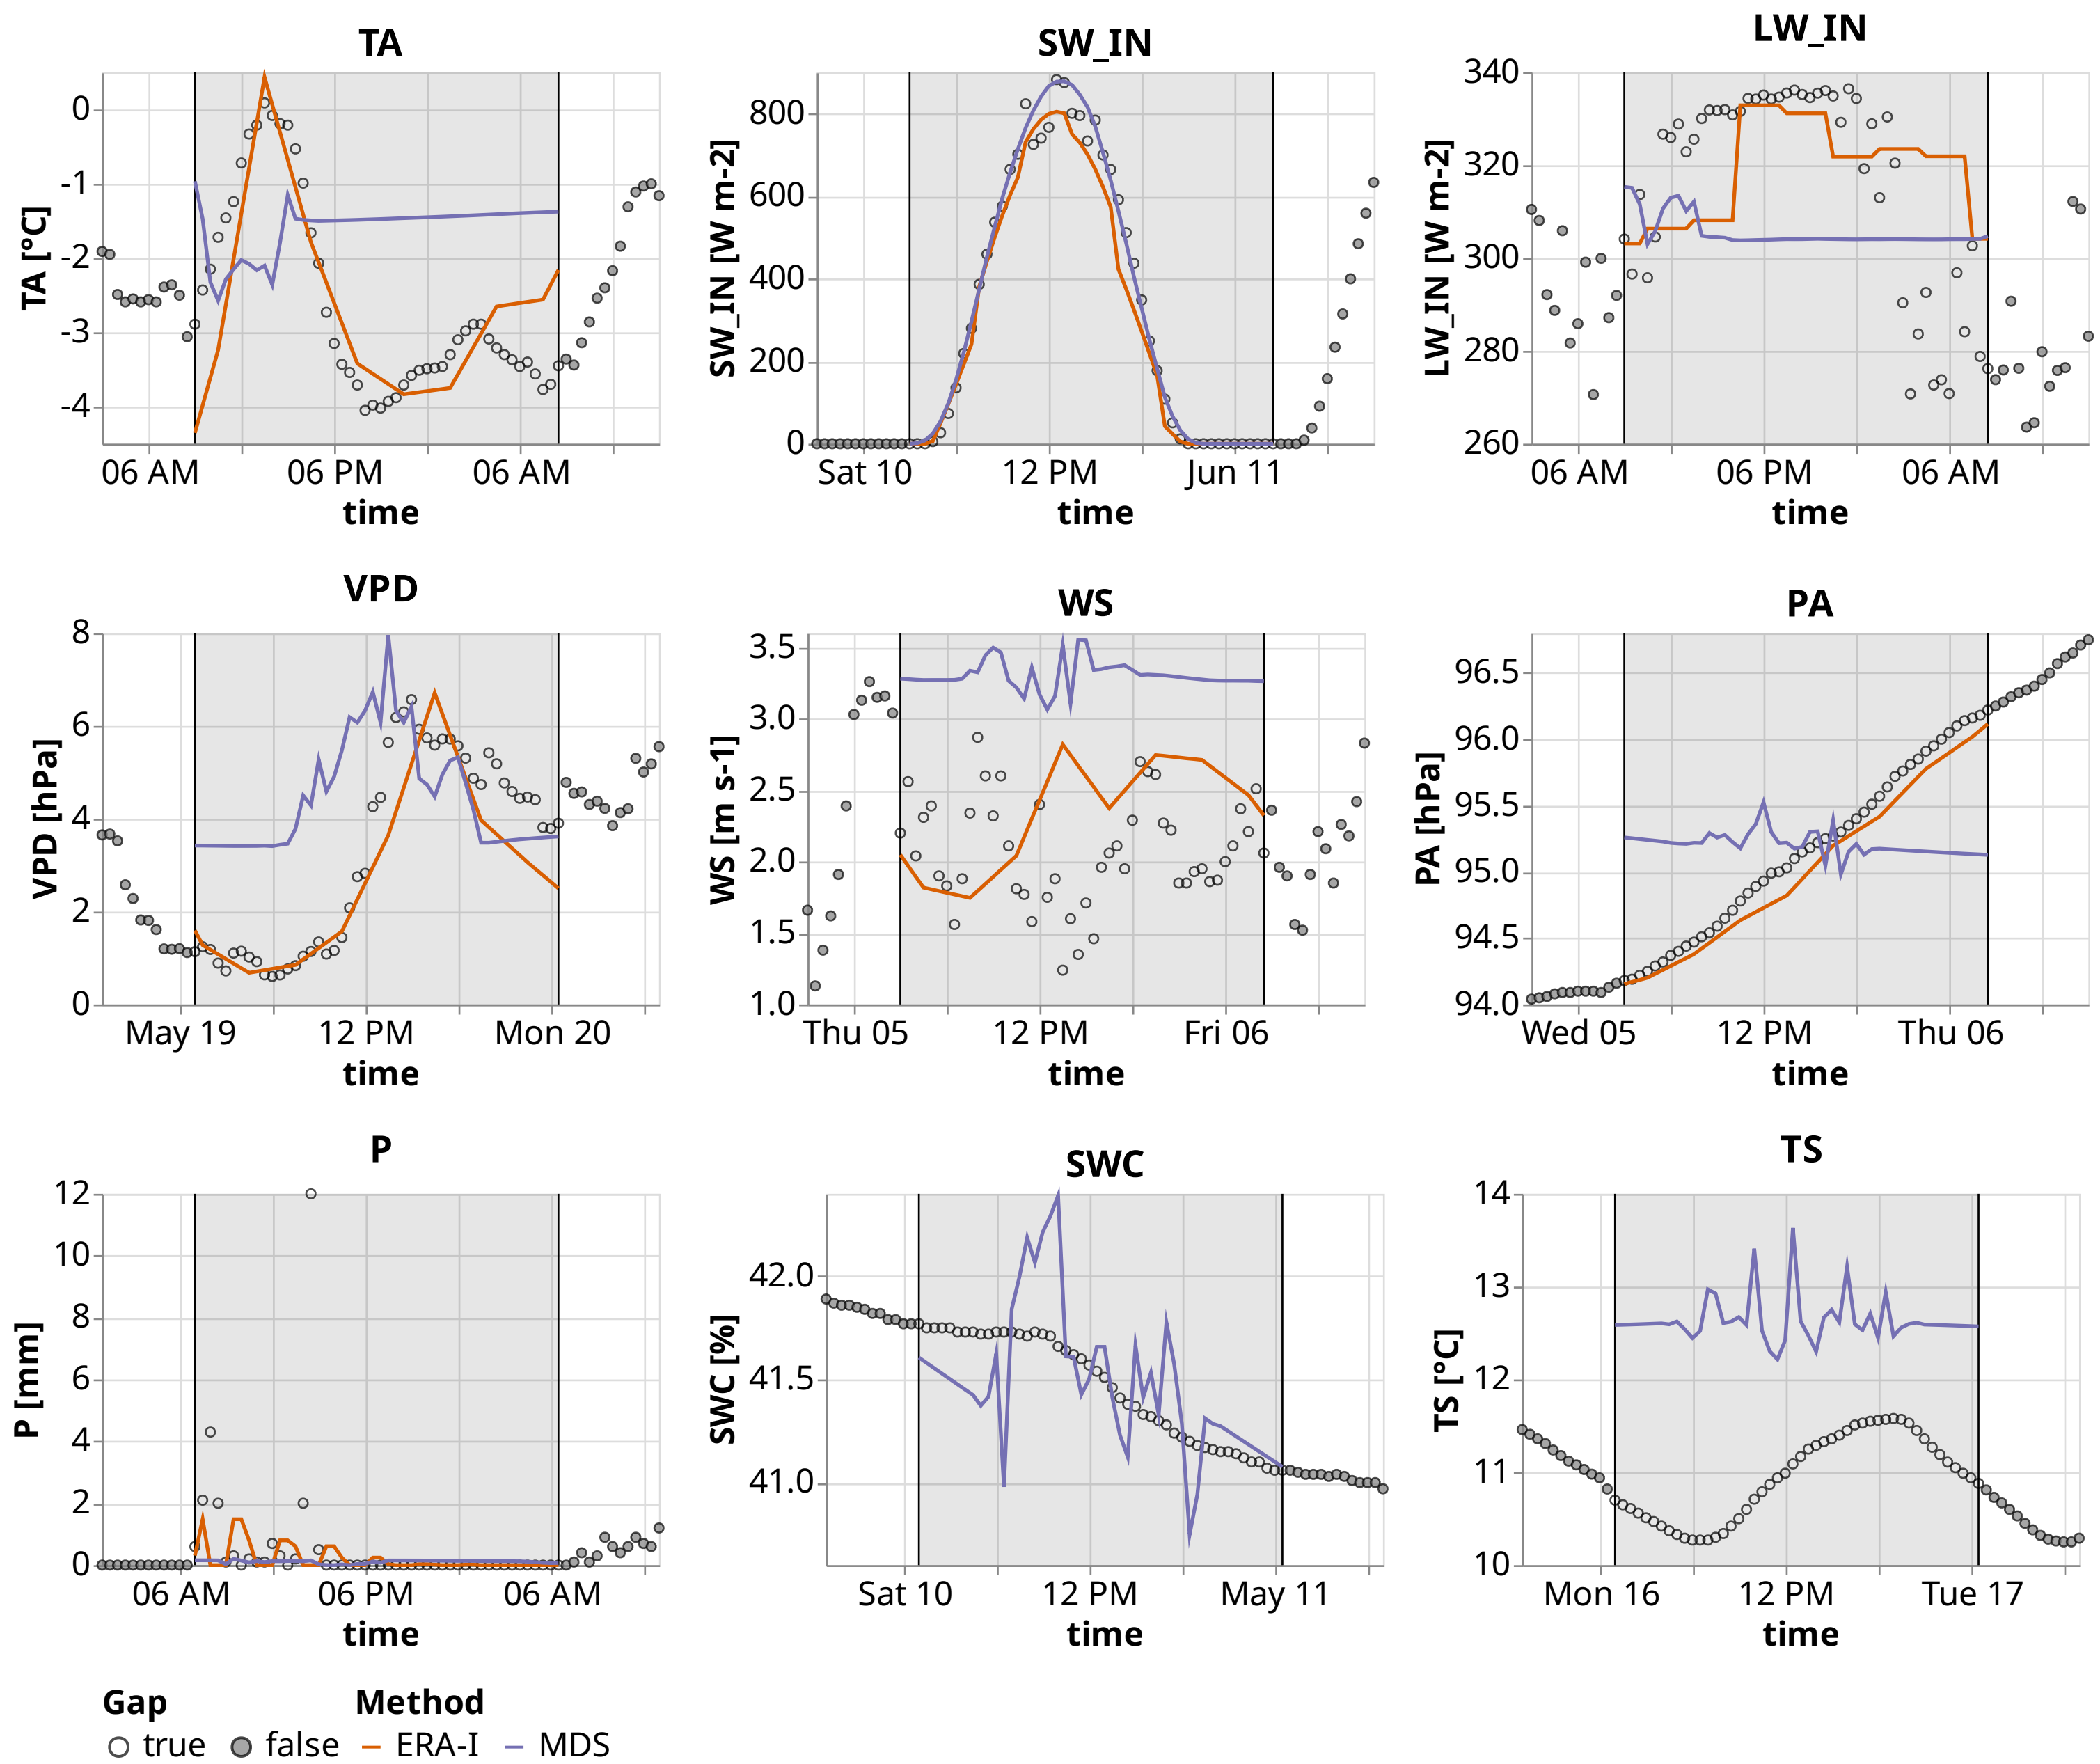 TA
TA [°C]
0
-1
-2
-3
-4
06 AM 06 PM 06 AM
time
SW_IN
SW_IN [W m-2]
800
600
400
200
0
Sat 10 12 PM Jun 11
time
LW_IN
LW_IN [W m-2]
340
320
300
280
260
06 AM 06 PM 06 AM
time
VPD
VPD [hPa]
8
6
4
2
0
May 19 12 PM Mon 20
time
WS
WS [m s-1]
3.5
3.0
2.5
2.0
1.5
1.0
Thu 05 12 PM Fri 06
time
PA
PA [hPa]
96.5
96.0
95.5
95.0
94.5
94.0
Wed 05 12 PM Thu 06
time
P
P [mm]
12
10
8
6
4
2
0
06 AM 06 PM 06 AM
time
SWC
SWC [%]
42.0
41.5
41.0
Sat 10 12 PM May 11
time
TS
TS [°C]
14
13
12
11
10
Mon 16 12 PM Tue 17
time
Gap Method
true false ERA-I MDS